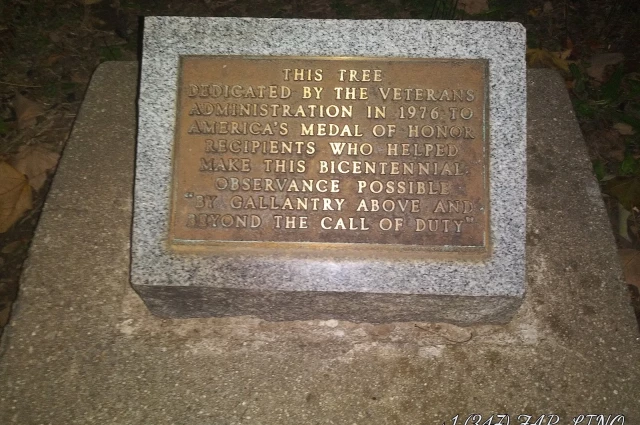 THIS TREE
DEDICATED BY THE VETERANS
ADMINISTRATION IN 1976 TO
AMERICA'S MEDAL OF HONOR
RECIPIENTS WHO HELPED
MAKE THIS BICENTENNIAL
OBSERVANCE POSSIBLE
"BY GALLANTRY ABOVE AND
BEYOND THE CALL OF DUTY"